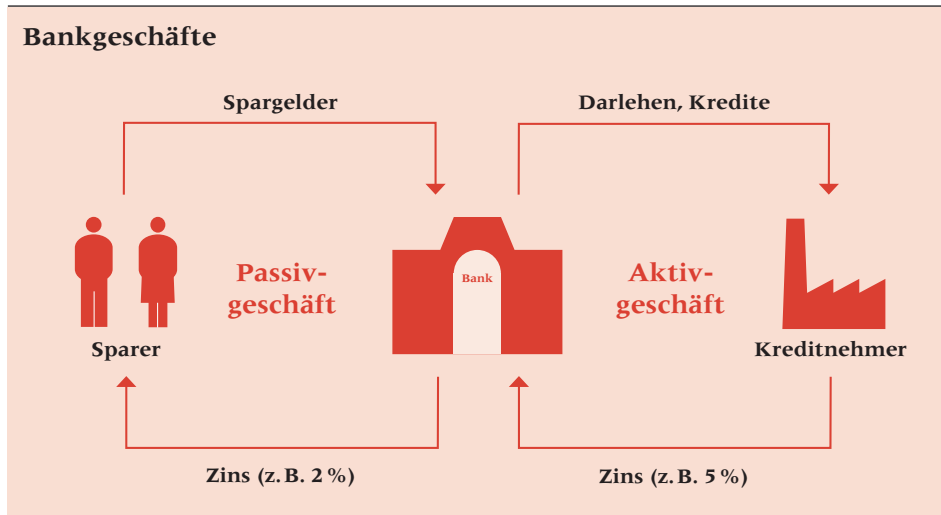 Bankgeschäfte
Spargelder
Darlehen, Kredite
Passiv-
geschäft
Bank
Aktiv-
geschäft
Sparer
Kreditnehmer
Zins (z. B. 2 %)
Zins (z. B. 5 %)